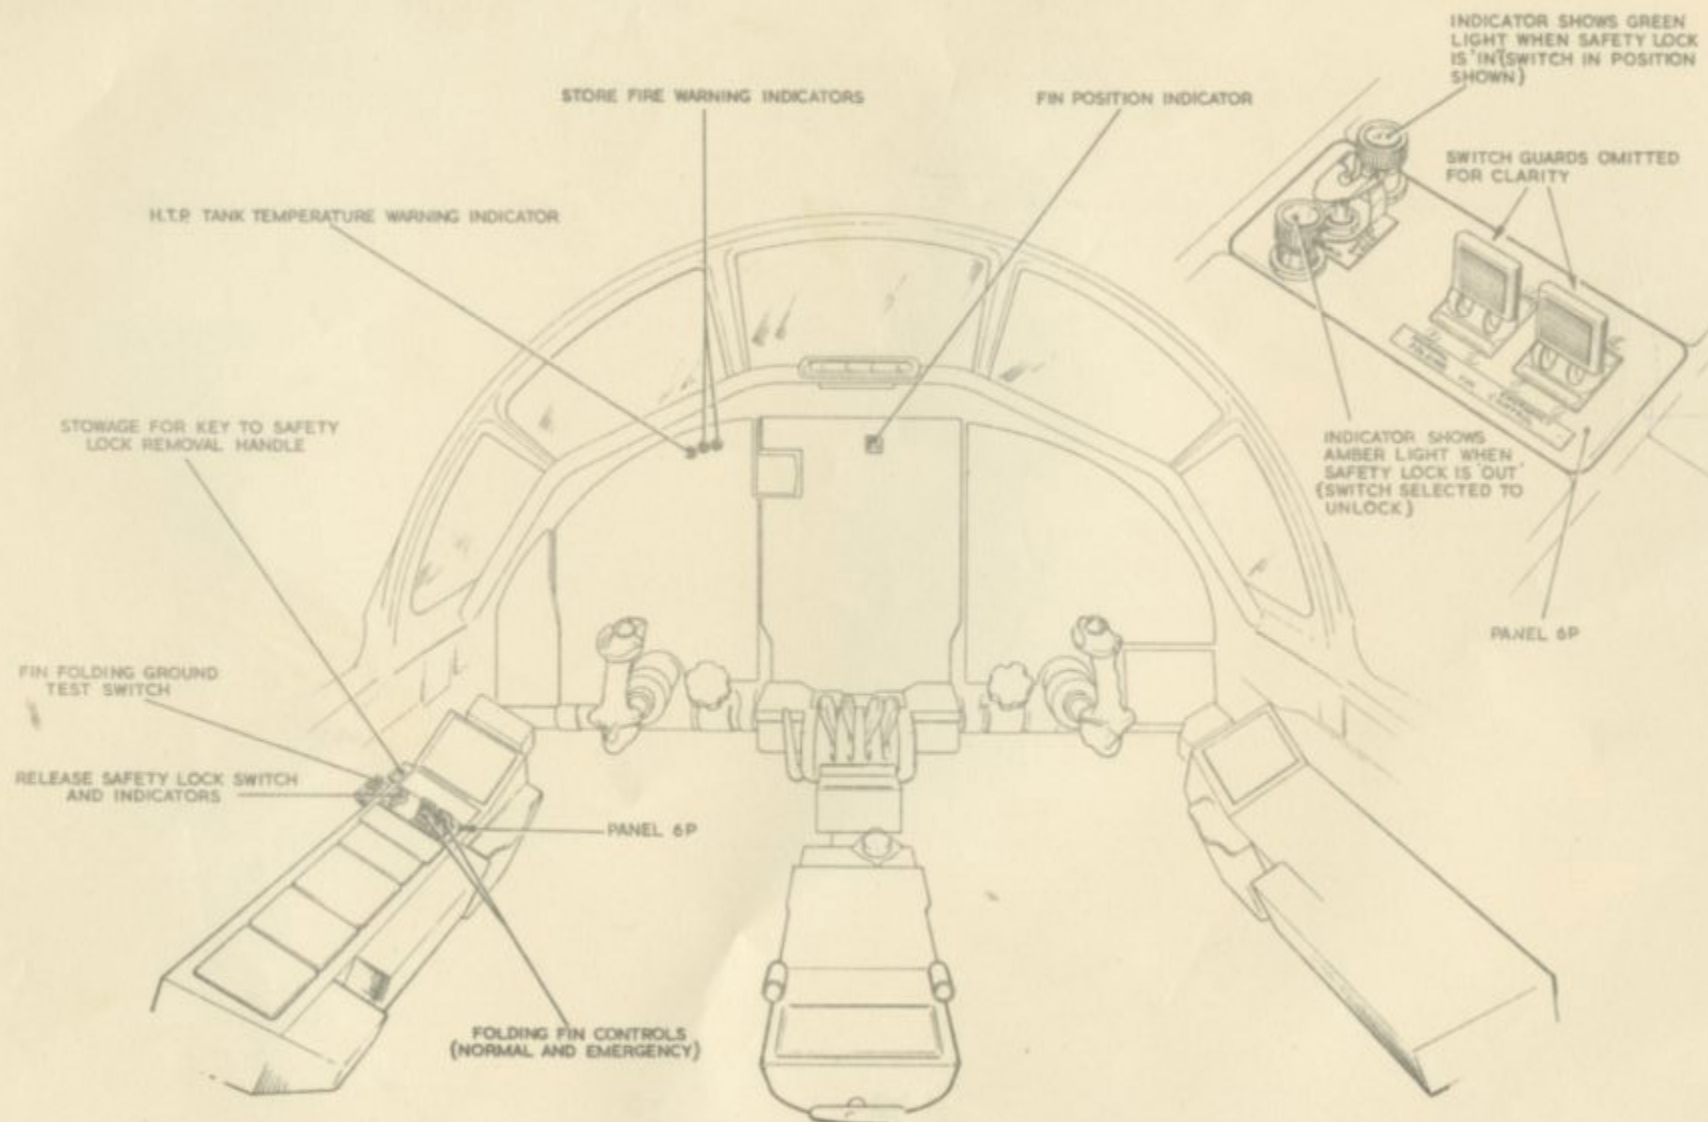 INDICATOR SHOWS GREEN
LIGHT WHEN SAFETY LOCK
IS 'IN' (SWITCH IN POSITION
SHOWN)
STORE FIRE WARNING INDICATORS
FIN POSITION INDICATOR
SWITCH GUARDS OMITTED
FOR CLARITY
H.T.P. TANK TEMPERATURE WARNING INDICATOR
STOWAGE FOR KEY TO SAFETY
LOCK REMOVAL HANDLE
INDICATOR SHOWS
AMBER LIGHT WHEN
SAFETY LOCK IS 'OUT'
(SWITCH SELECTED TO
UNLOCK)
PANEL 6P
FIN FOLDING GROUND
TEST SWITCH
RELEASE SAFETY LOCK SWITCH
AND INDICATORS
PANEL 6P
FOLDING FIN CONTROLS
(NORMAL AND EMERGENCY)